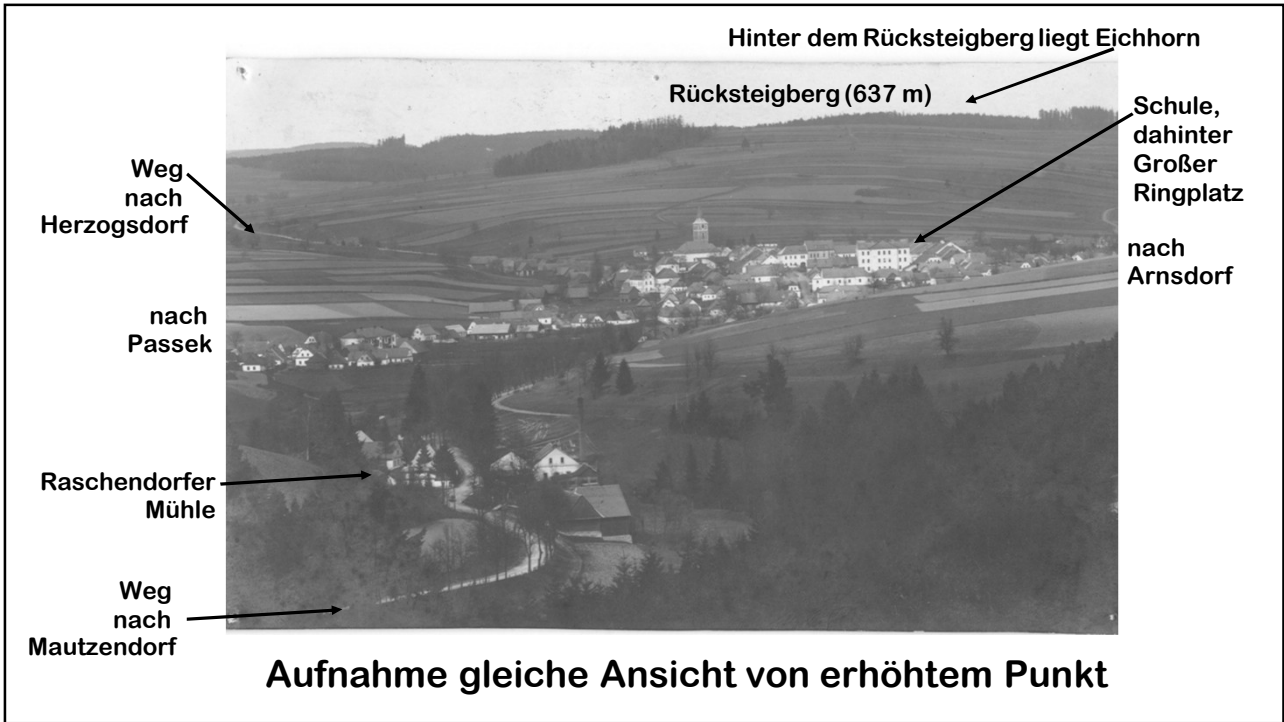 Hinter dem Rücksteigberg liegt Eichhorn
Rücksteigberg (637 m)
Schule,
dahinter
Großer
Ringplatz
Weg
nach
Herzogsdorf
nach
Arnsdorf
nach
Passek
Raschendorfer
Mühle
Weg
nach
Mautzendorf
Aufnahme gleiche Ansicht von erhöhtem Punkt